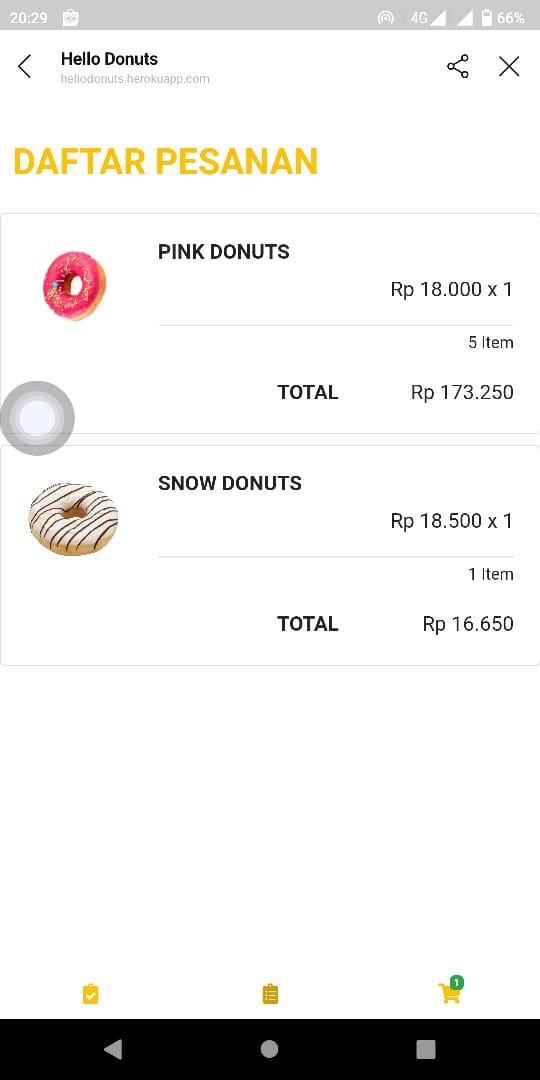 20:29
4G
66%
Hello Donuts
hellodonuts.herokuapp.com
DAFTAR PESANAN
PINK DONUTS
Rp 18.000 x 1
5 Item
TOTAL Rp 173.250
SNOW DONUTS
Rp 18.500 x 1
1 Item
TOTAL Rp 16.650
1